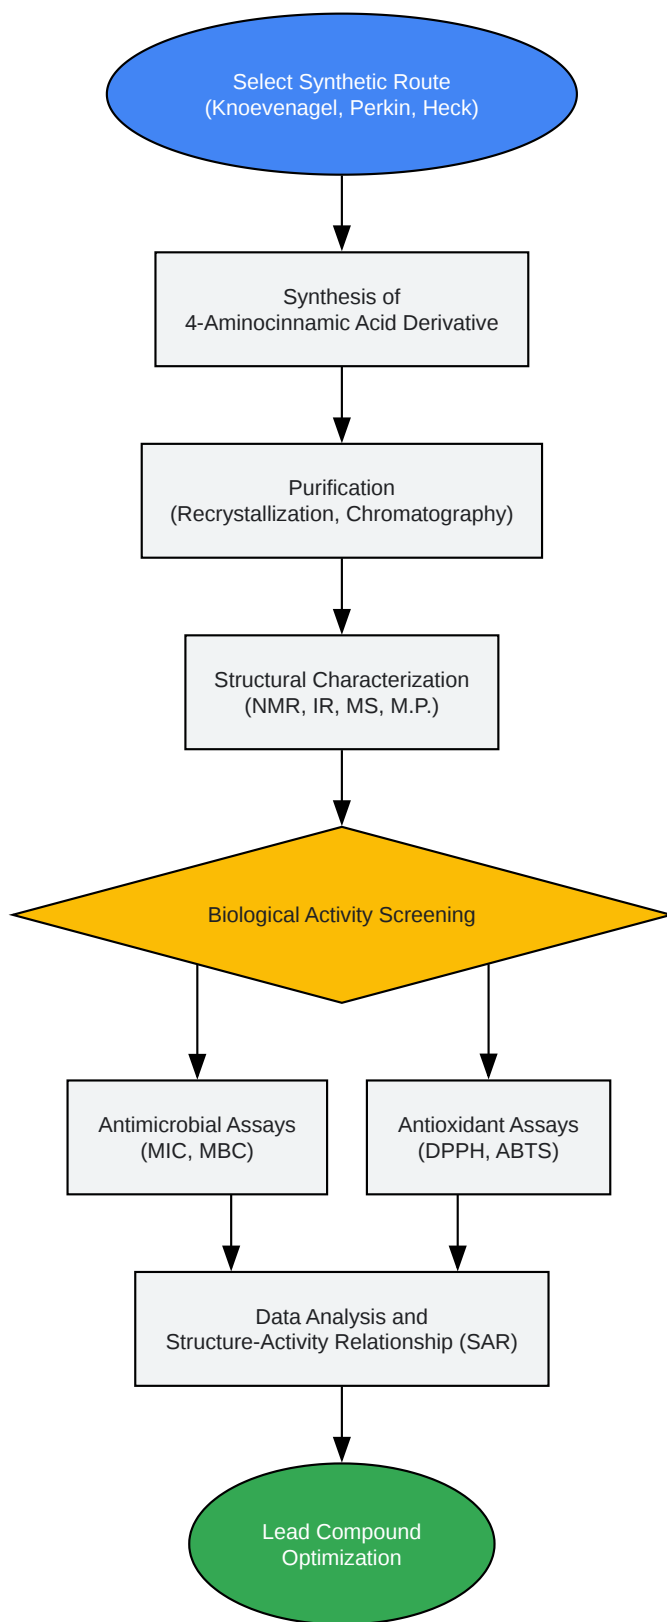 Select Synthetic Route
(Knoevenagel, Perkin, Heck)
Synthesis of
4-Aminocinnamic Acid Derivative
Purification
(Recrystallization, Chromatography)
Structural Characterization
(NMR, IR, MS, M.P.)
Biological Activity Screening
Antimicrobial Assays
(MIC, MBC)
Antioxidant Assays
(DPPH, ABTS)
Data Analysis and
Structure-Activity Relationship (SAR)
Lead Compound
Optimization